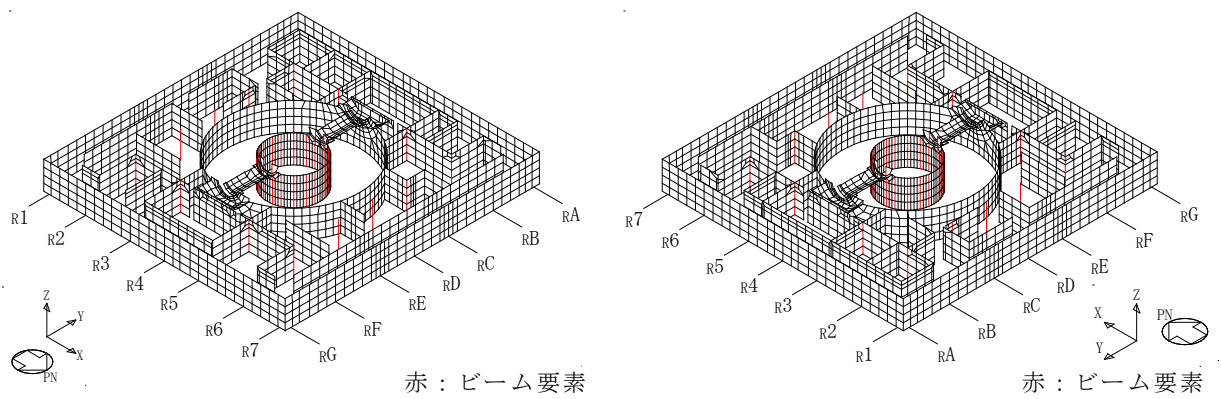 R1
R2
R3
R4
R5
R6
R7
RA
RB
RC
RD
RE
RF
RG
Z
Y
X
PN
赤：ビーム要素
R7
R6
R5
R4
R3
R2
R1
RG
RF
RE
RD
RC
RB
RA
Z
X
Y
PN
赤：ビーム要素